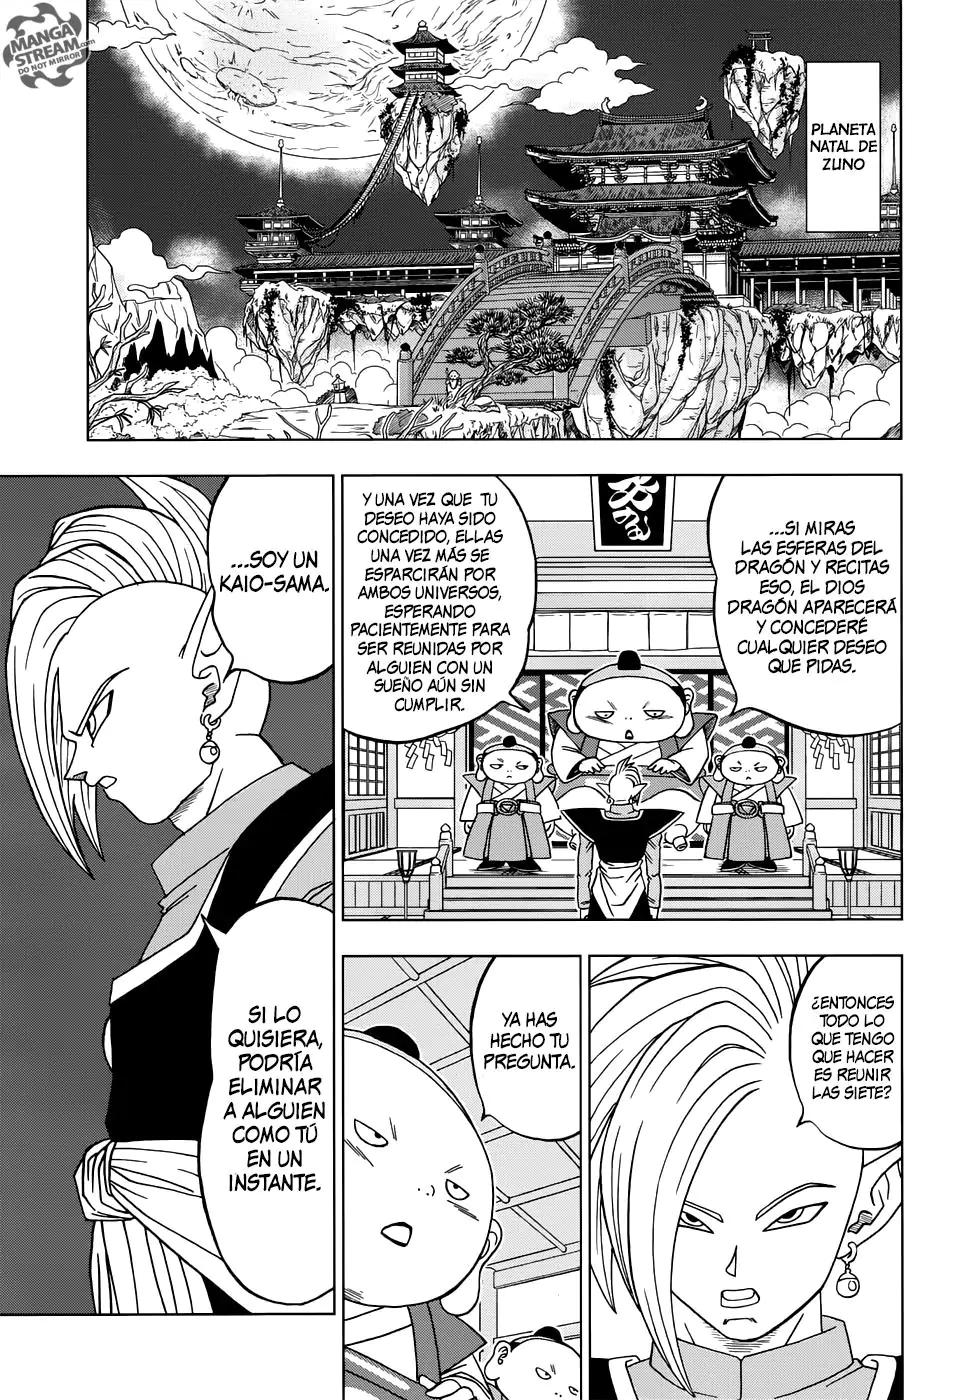 MANGA
STREAM.com
DO NOT MIRROR!
PLANETA
NATAL DE
ZUNO
...SI MIRAS
LAS ESFERAS DEL
DRAGÓN Y RECITAS
ESO, EL DIOS
DRAGÓN APARECERÁ
Y CONCEDERÉ
CUALQUIER DESEO
QUE PIDAS.
Y UNA VEZ QUE TU
DESEO HAYA SIDO
CONCEDIDO, ELLAS
UNA VEZ MÁS SE
ESPARCIRÁN POR
AMBOS UNIVERSOS,
ESPERANDO
PACIENTEMENTE PARA
SER REUNIDAS POR
ALGUIEN CON UN
SUEÑO AÚN SIN
CUMPLIR.
...SOY UN
KAIO-SAMA.
¿ENTONCES
TODO LO
QUE TENGO
QUE HACER
ES REUNIR
LAS SIETE?
YA HAS
HECHO TU
PREGUNTA.
SI LO
QUISIERA,
PODRÍA
ELIMINAR
A ALGUIEN
COMO TÚ
EN UN
INSTANTE.